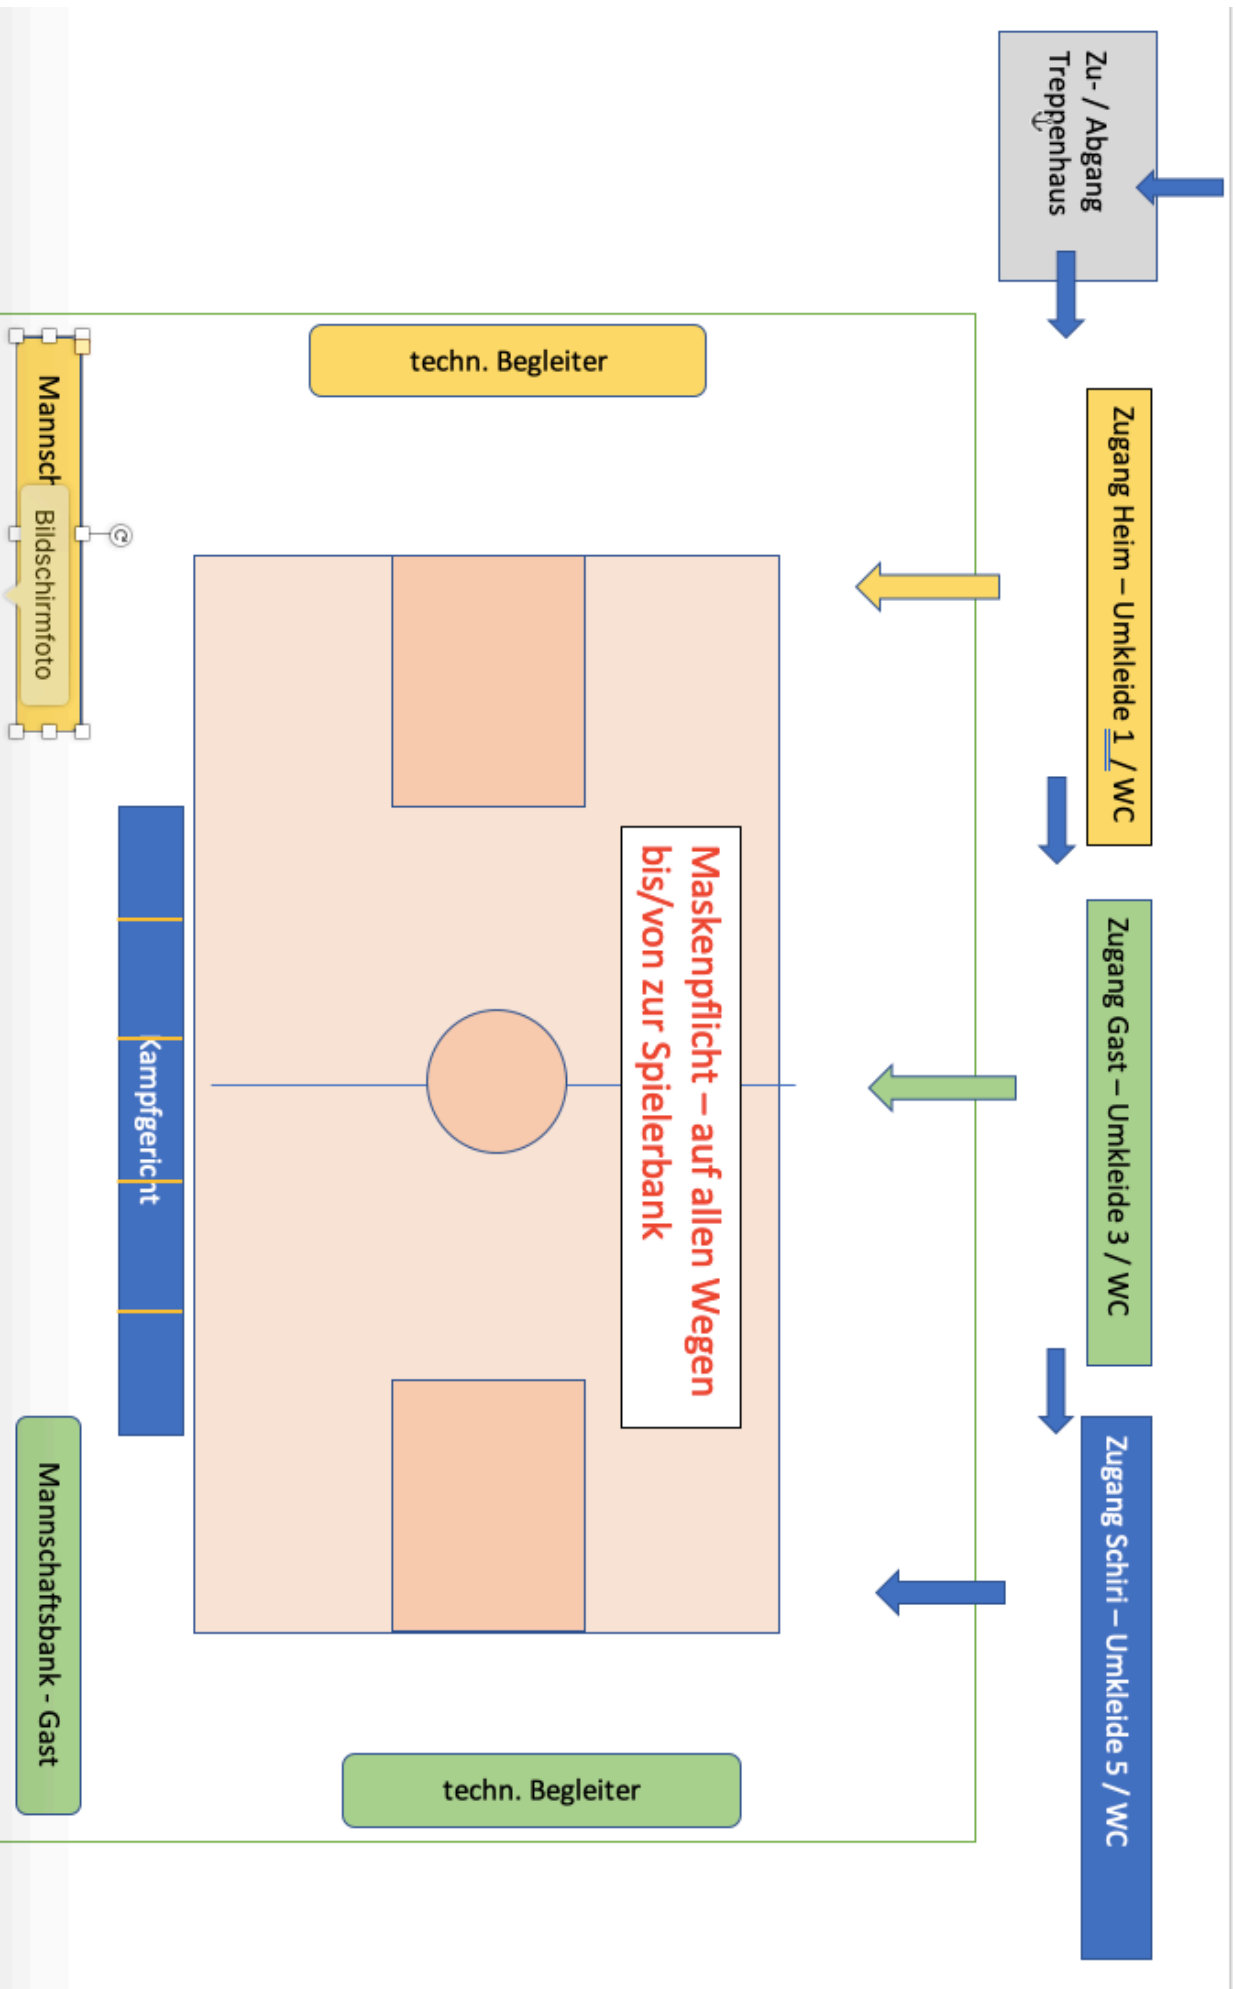 Zu- / Abgang
Treppenhaus
Zugang Heim – Umkleide 1 / WC
Zugang Gast – Umkleide 3 / WC
Zugang Schiri – Umkleide 5 / WC
techn. Begleiter
Maskenpflicht – auf allen Wegen
bis/von zur Spielerbank
techn. Begleiter
Kampfgericht
Mannsch
Bildschirmfoto
Mannschaftsbank - Gast